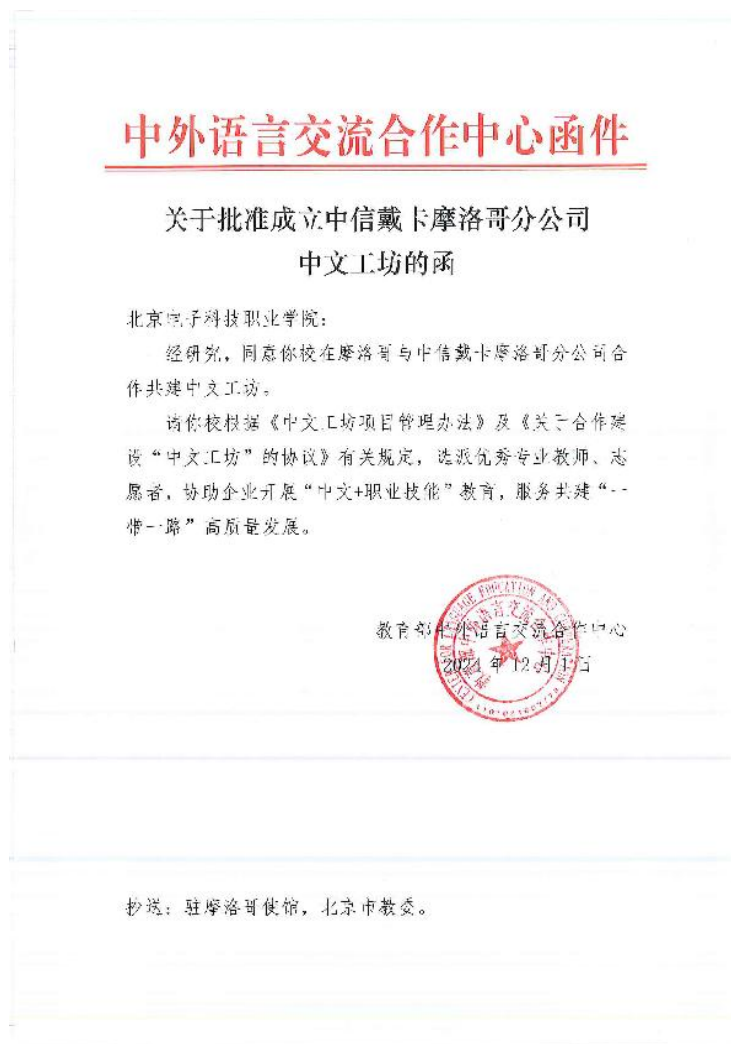 中外语言交流合作中心函件
关于批准成立中信戴卡摩洛哥分公司
中文工坊的函
北京电子科技职业学院：
经研究，同意你校在摩洛哥与中信戴卡摩洛哥分公司合
作共建中文工坊。
请你校根据《中文工坊项目管理办法》及《关于合作建
设“中文工坊”的协议》有关规定，选派优秀专业教师、志
愿者，协助企业开展“中文+职业技能”教育，服务共建“一
带一路”高质量发展。
教育部中外语言交流合作中心
2024年12月1日
抄送：驻摩洛哥使馆，北京市教委。